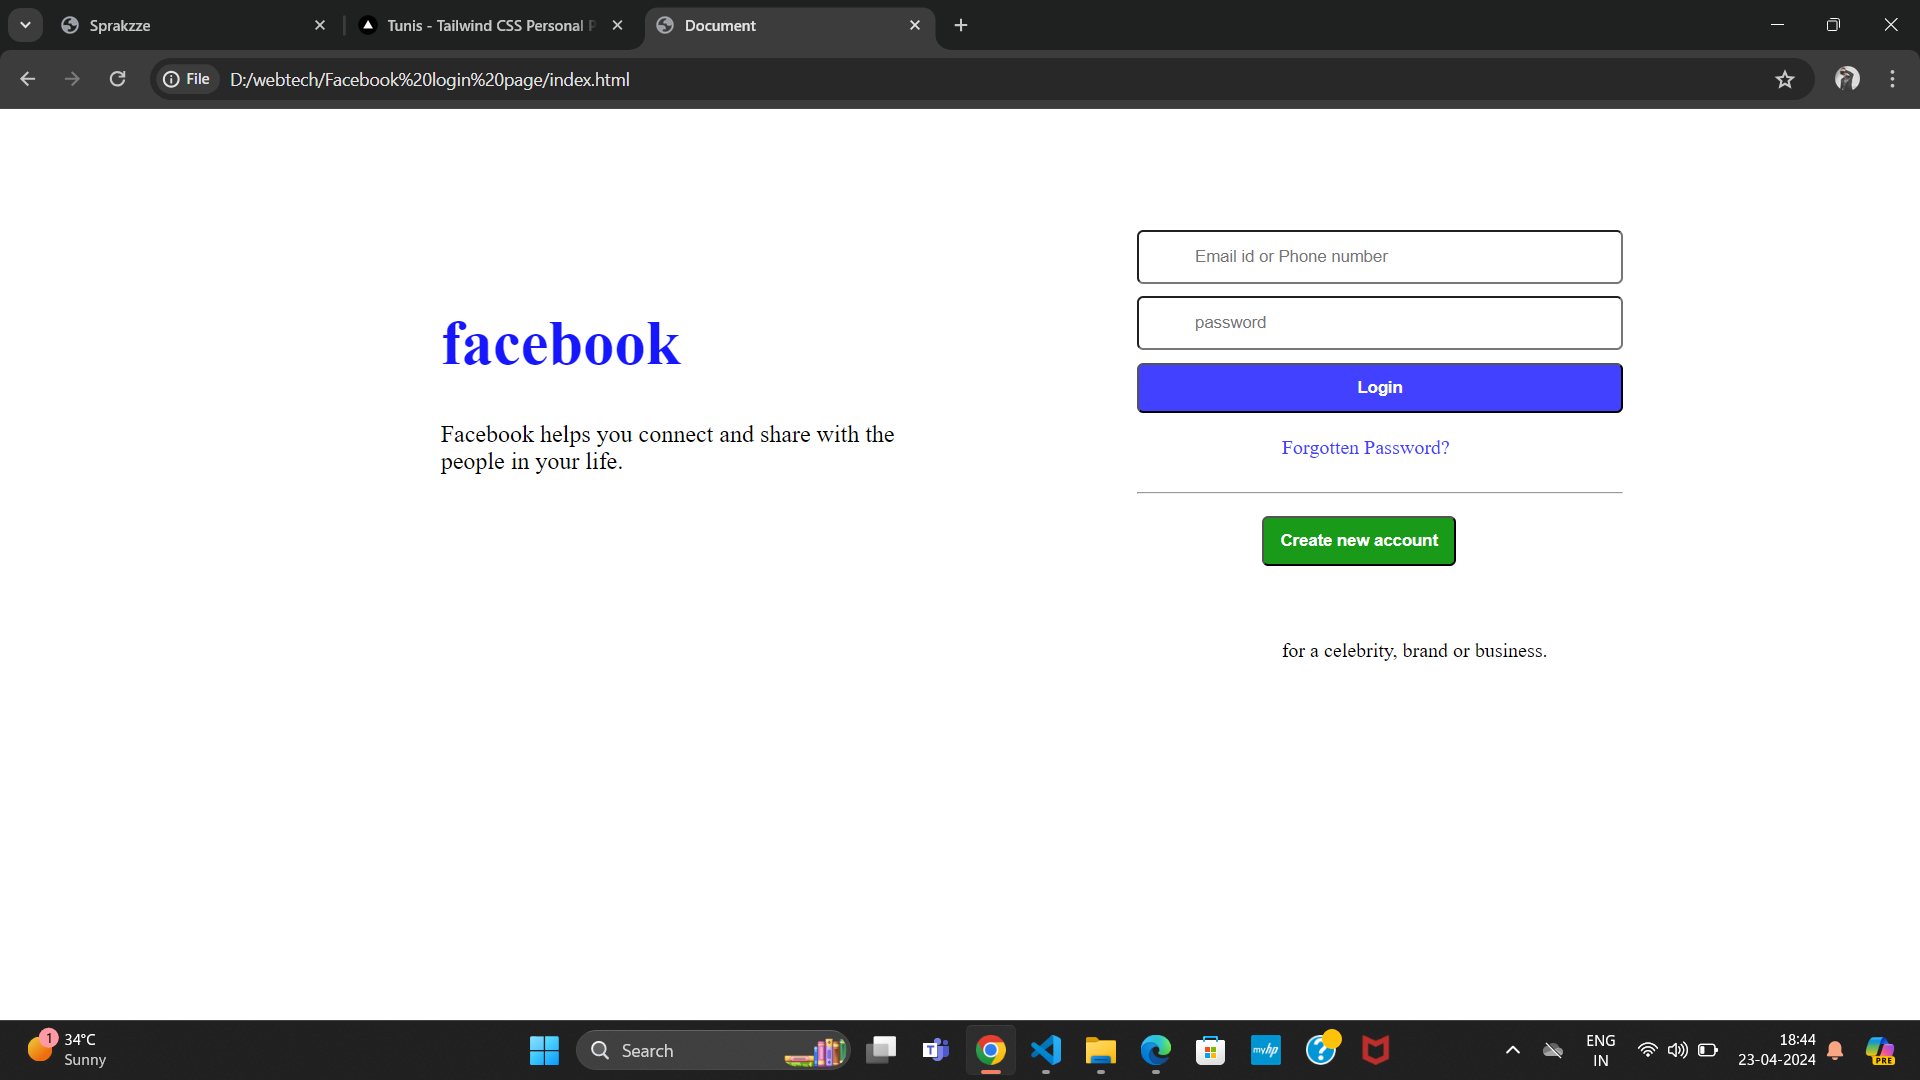 Sprakzze
Tunis - Tailwind CSS Personal P
Document
File
D:/webtech/Facebook%20login%20page/index.html
Email id or Phone number
password
Login
Forgotten Password?
Create new account
for a celebrity, brand or business.
facebook
Facebook helps you connect and share with the
people in your life.
1
34°C
Sunny
Search
T
myhp
?
ENG
IN
18:44
23-04-2024
PRE